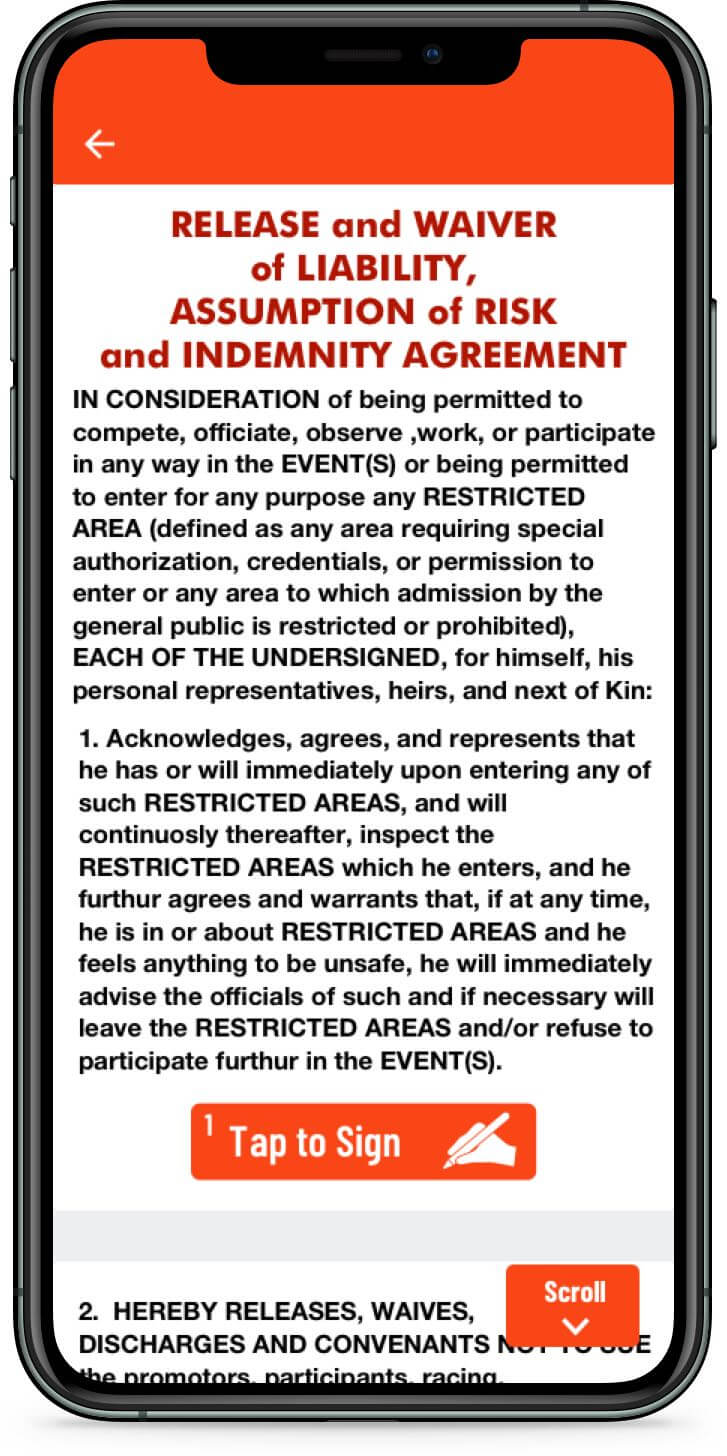 RELEASE and WAIVER
of LIABILITY,
ASSUMPTION of RISK
and INDEMNITY AGREEMENT
IN CONSIDERATION of being permitted to
compete, officiate, observe ,work, or participate
in any way in the EVENT(S) or being permitted
to enter for any purpose any RESTRICTED
AREA (defined as any area requiring special
authorization, credentials, or permission to
enter or any area to which admission by the
general public is restricted or prohibited),
EACH OF THE UNDERSIGNED, for himself, his
personal representatives, heirs, and next of Kin:
1. Acknowledges, agrees, and represents that
he has or will immediately upon entering any of
such RESTRICTED AREAS, and will
continuosly thereafter, inspect the
RESTRICTED AREAS which he enters, and he
furthur agrees and warrants that, if at any time,
he is in or about RESTRICTED AREAS and he
feels anything to be unsafe, he will immediately
advise the officials of such and if necessary will
leave the RESTRICTED AREAS and/or refuse to
participate furthur in the EVENT(S).
1 Tap to Sign
Scroll
2. HEREBY RELEASES, WAIVES,
DISCHARGES AND CONVENANTS NOT TO SUE
the promotors, participants, racing,